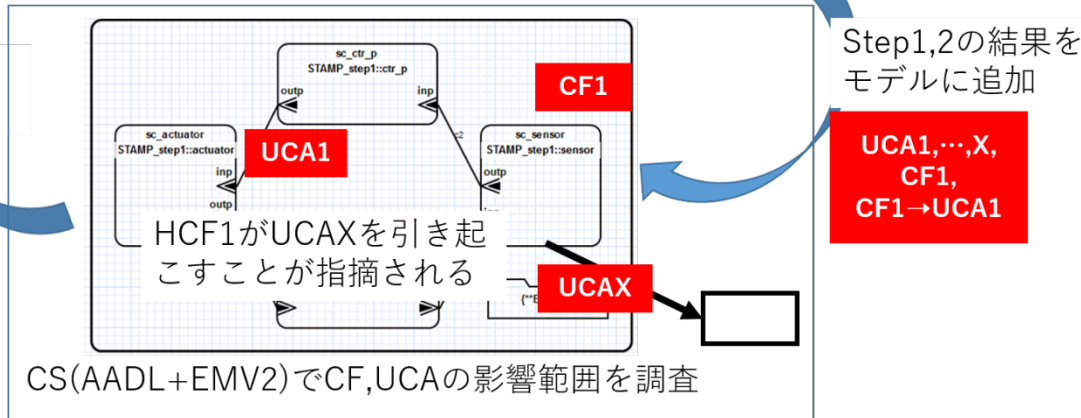 Step1,2の結果を
モデルに追加
sc_ctr_p
STAMP_step1::ctr_p
outp
inp
CF1
sc_actuator
STAMP_step1::actuator
UCA1
c2
sc_sensor
STAMP_step1::sensor
UCA1,…,X,
CF1,
CF1→UCA1
inp
outp
outp
HCF1がUCAXを引き起
こすことが指摘される
UCAX
{**E
CS(AADL+EMV2)でCF,UCAの影響範囲を調査